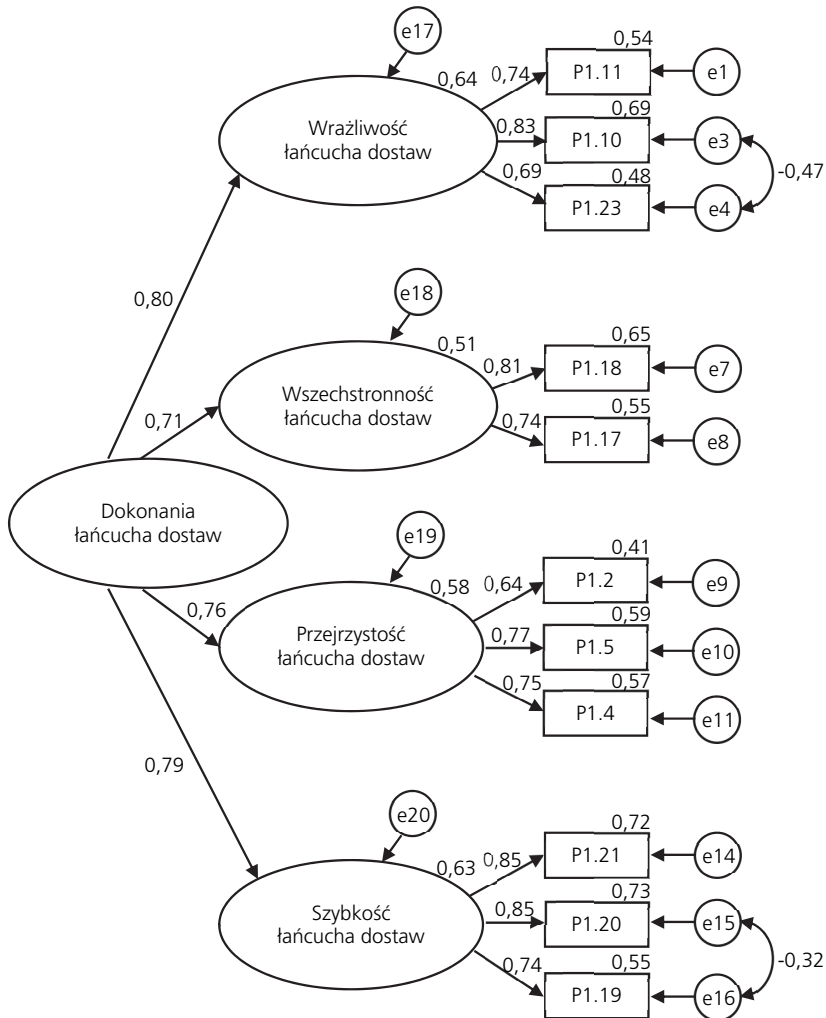 e17
0,54
0,64
0,74
P1.11
e1
Wrażliwość
łańcucha dostaw
0,69
0,83
P1.10
e3
-0,47
0,48
0,69
P1.23
e4
0,80
e18
0,51
0,65
0,81
P1.18
e7
Wszechstronność
łańcucha dostaw
0,71
0,55
0,74
P1.17
e8
Dokonania
łańcucha dostaw
e19
0,41
0,58
0,64
P1.2
e9
0,76
Przejrzystość
łańcucha dostaw
0,59
0,77
P1.5
e10
0,57
0,75
P1.4
e11
0,79
e20
0,72
0,63
0,85
P1.21
e14
Szybkość
łańcucha dostaw
0,73
0,85
P1.20
e15
-0,32
0,55
0,74
P1.19
e16